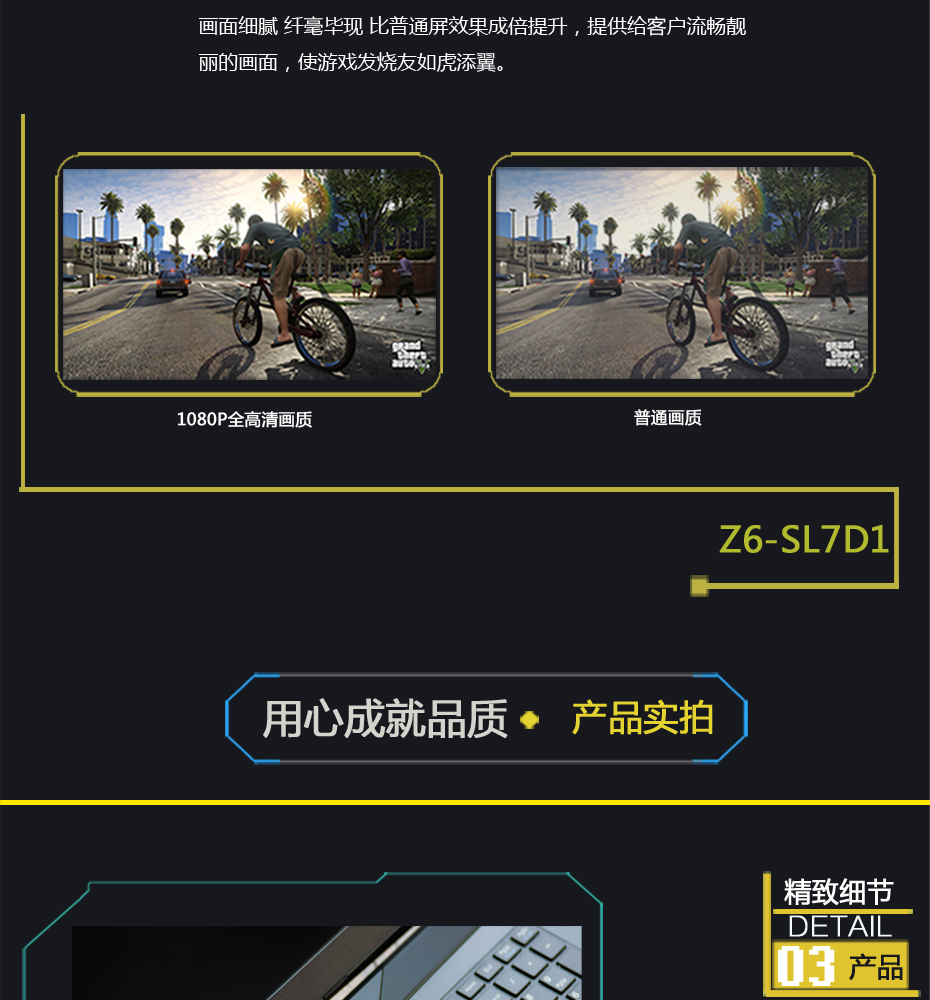 画面细腻 纤毫毕现 比普通屏效果成倍提升，提供给客户流畅靓
丽的画面，使游戏发烧友如虎添翼。
grand
theft
auto
grand
theft
auto
1080P全高清画质
普通画质
Z6-SL7D1
用心成就品质 产品实拍
精致细节
DETAIL
03 产品